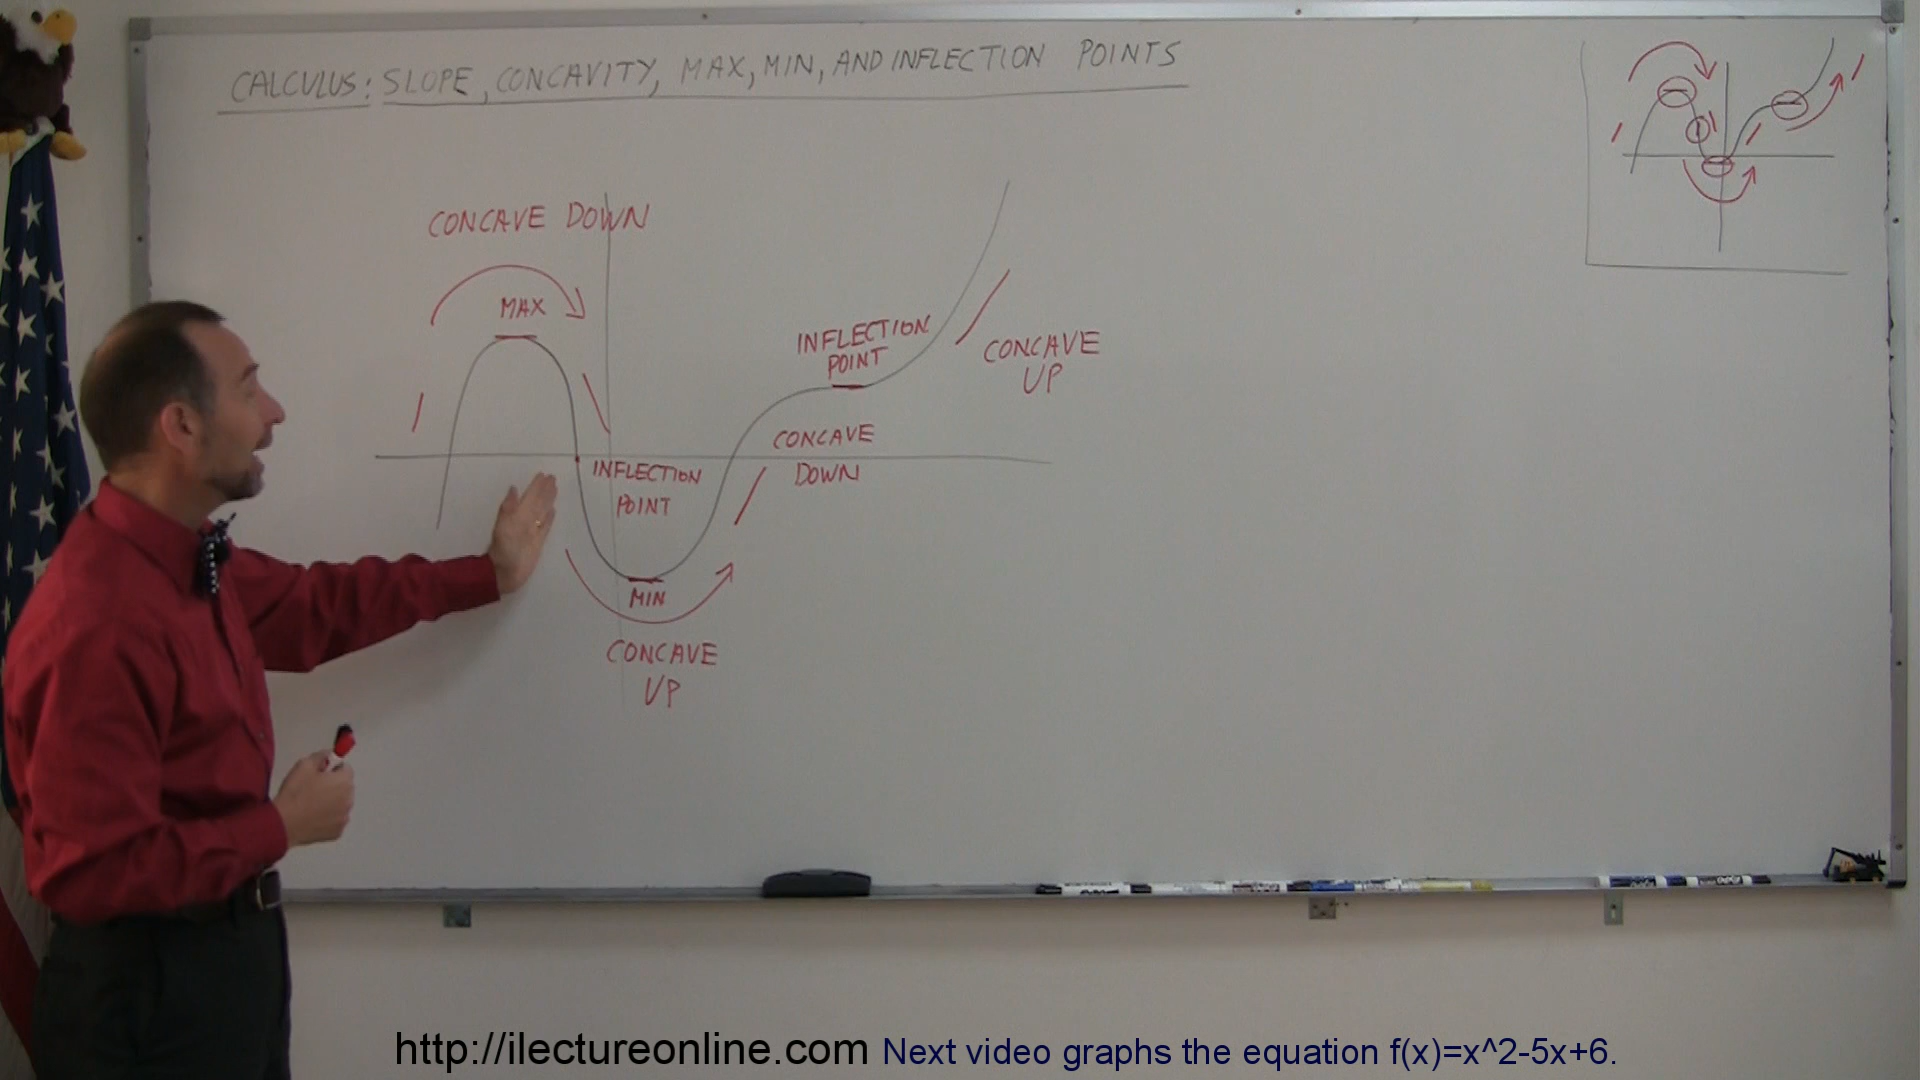 CALCULUS: SLOPE, CONCAVITY, MAX, MIN, AND INFLECTION POINTS
CONCAVE DOWN
MAX
INFLECTION
POINT
CONCAVE
UP
CONCAVE
DOWN
INFLECTION
POINT
MIN
CONCAVE
UP
http://ilectureonline.com Next video graphs the equation f(x)=x^2-5x+6.